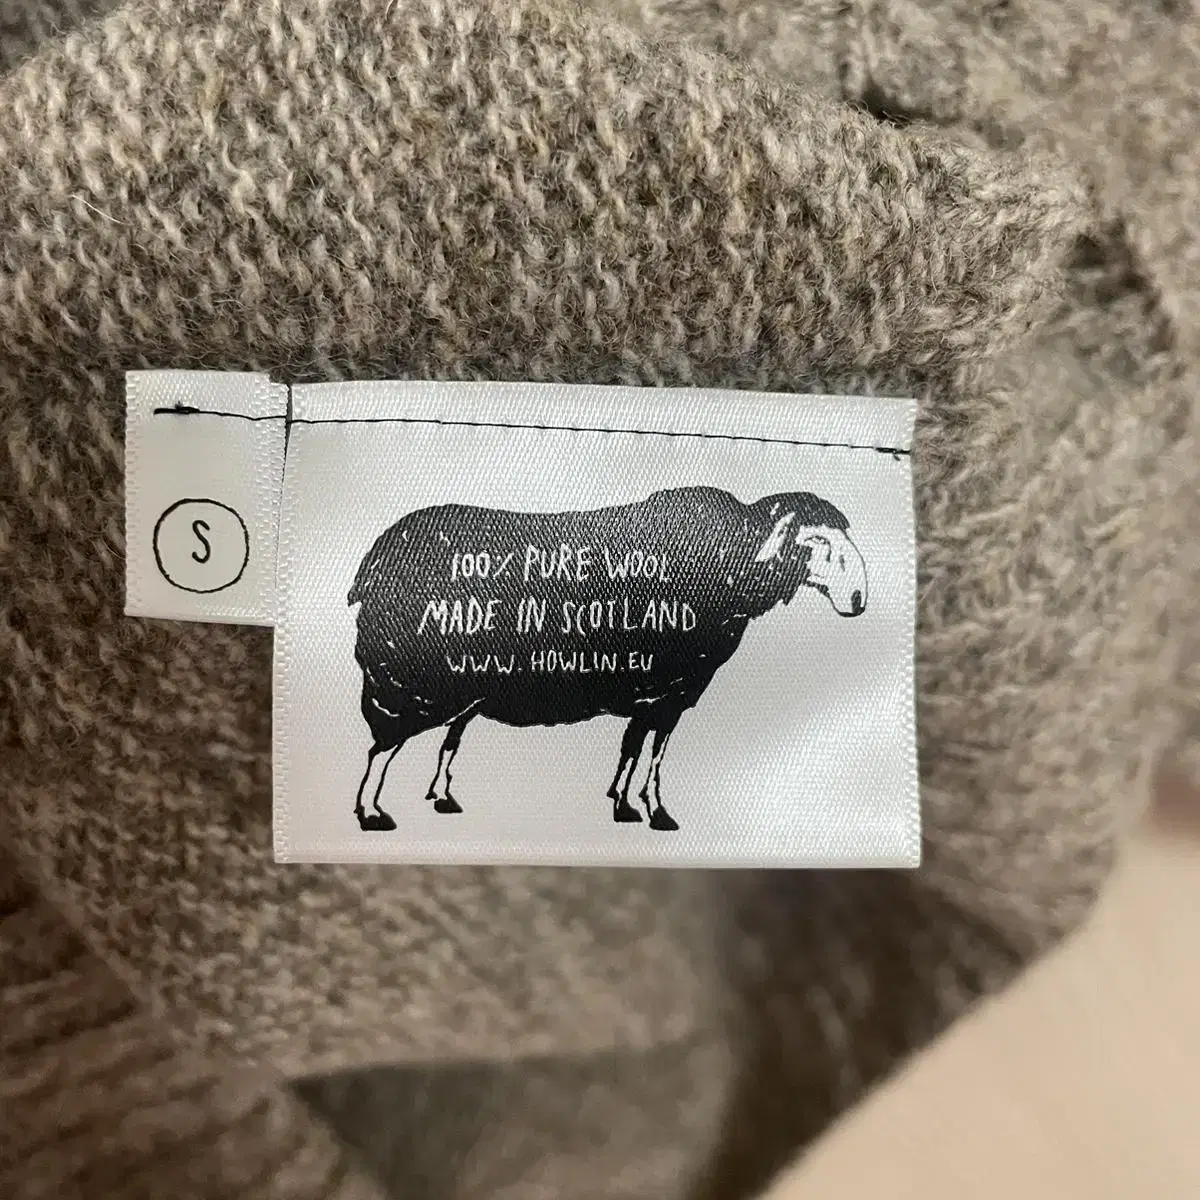 S
100% PURE WOOL
MADE IN SCOTLAND
WWW.HOWLIN.EU